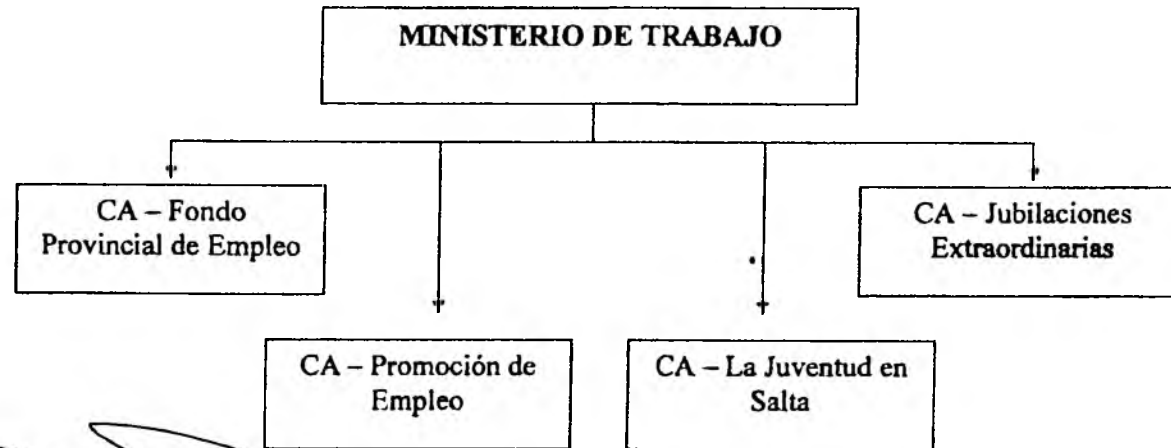 MINISTERIO DE TRABAJO
CA – Fondo
Provincial de Empleo
CA – Jubilaciones
Extraordinarias
CA – Promoción de
Empleo
CA – La Juventud en
Salta